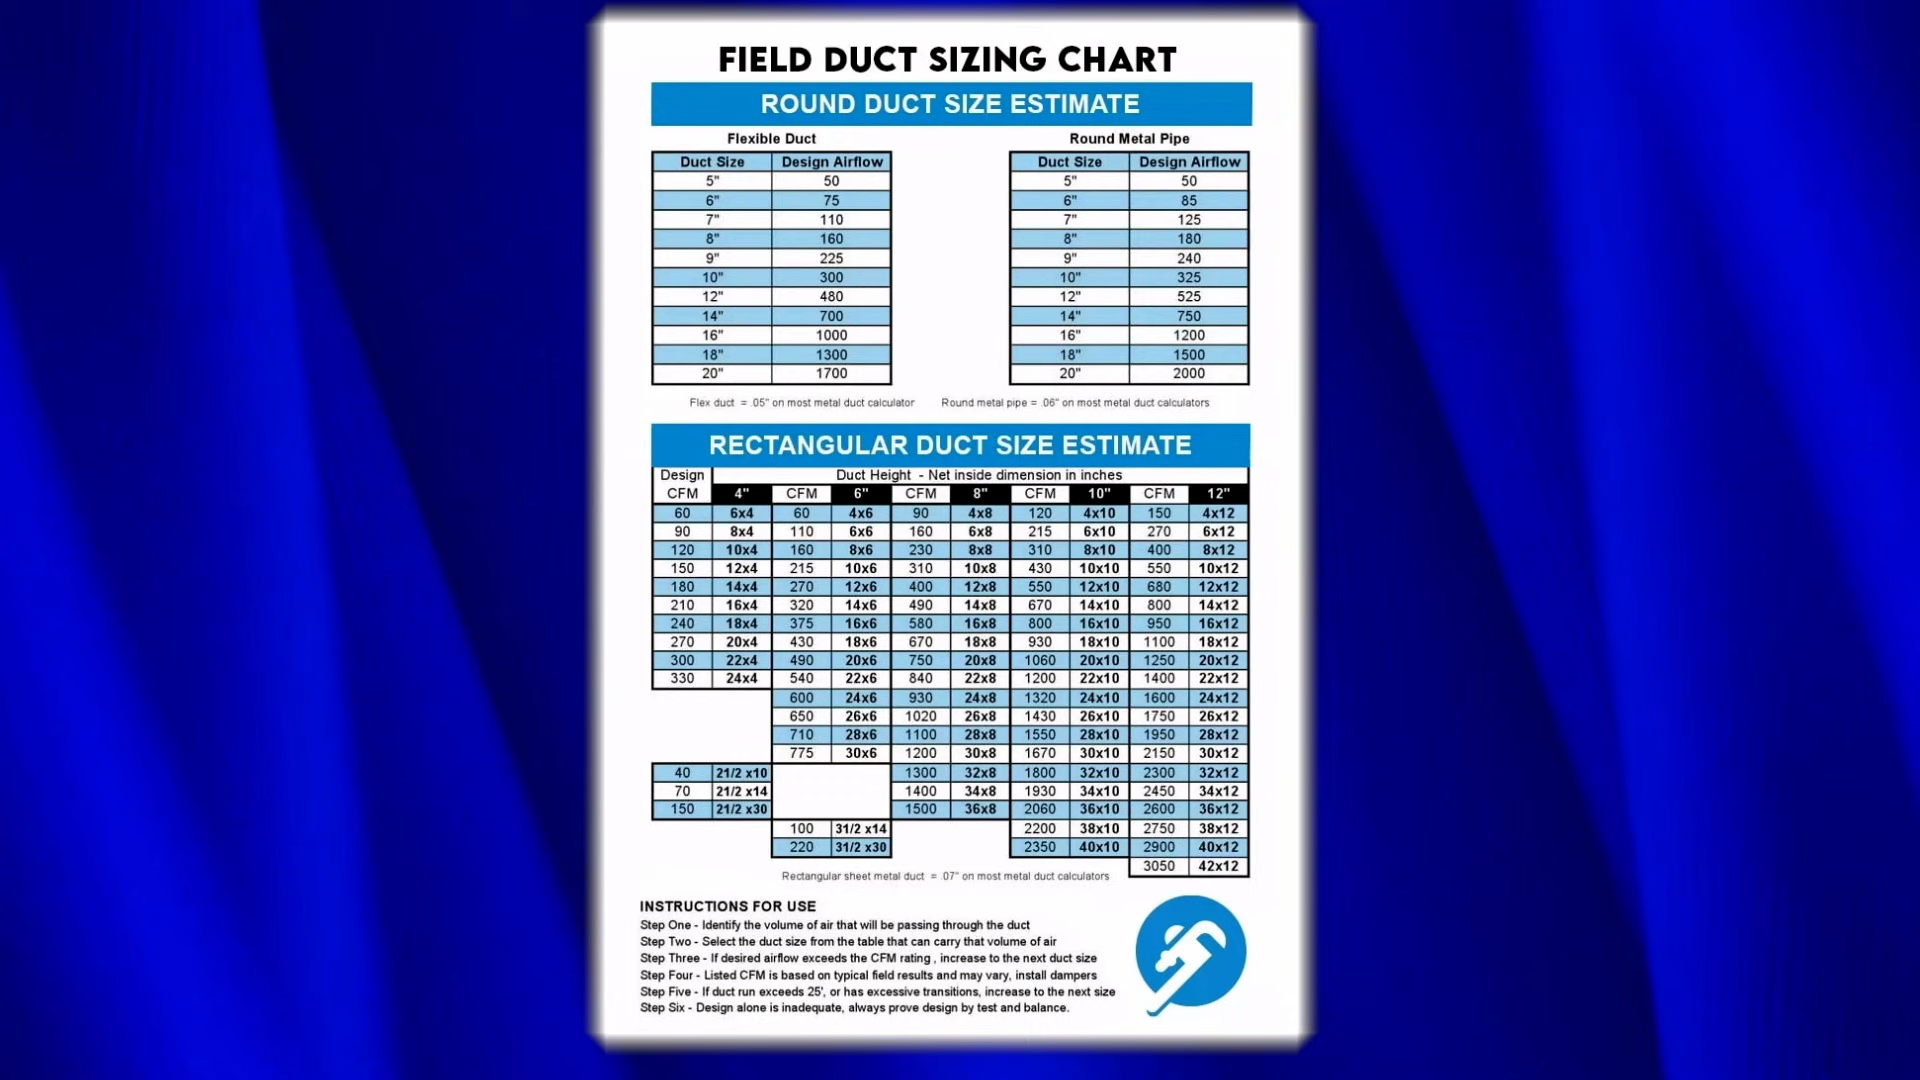 FIELD DUCT SIZING CHART
ROUND DUCT SIZE ESTIMATE
Flexible Duct
Duct Size Design Airflow
5" 50
6" 75
7" 110
8" 160
9" 225
10" 300
12" 480
14" 700
16" 1000
18" 1300
20" 1700
Round Metal Pipe
Duct Size Design Airflow
5" 50
6" 85
7" 125
8" 180
9" 240
10" 325
12" 525
14" 750
16" 1200
18" 1500
20" 2000
Flex duct = .05" on most metal duct calculator
Round metal pipe = .06" on most metal duct calculators
RECTANGULAR DUCT SIZE ESTIMATE
Design Duct Height - Net inside dimension in inches
CFM 4" CFM 6" CFM 8" CFM 10" CFM 12"
60 6x4 60 4x6 90 4x8 120 4x10 150 4x12
90 8x4 110 6x6 160 6x8 215 6x10 270 6x12
120 10x4 160 8x6 230 8x8 310 8x10 400 8x12
150 12x4 215 10x6 310 10x8 430 10x10 550 10x12
180 14x4 270 12x6 400 12x8 550 12x10 680 12x12
210 16x4 320 14x6 490 14x8 670 14x10 800 14x12
240 18x4 375 16x6 580 16x8 800 16x10 950 16x12
270 20x4 430 18x6 670 18x8 930 18x10 1100 18x12
300 22x4 490 20x6 750 20x8 1060 20x10 1250 20x12
330 24x4 540 22x6 840 22x8 1200 22x10 1400 22x12
600 24x6 930 24x8 1320 24x10 1600 24x12
650 26x6 1020 26x8 1430 26x10 1750 26x12
710 28x6 1100 28x8 1550 28x10 1950 28x12
775 30x6 1200 30x8 1670 30x10 2150 30x12
40 21/2 x10 1300 32x8 1800 32x10 2300 32x12
70 21/2 x14 1400 34x8 1930 34x10 2450 34x12
150 21/2 x30 1500 36x8 2060 36x10 2600 36x12
100 31/2 x14 2200 38x10 2750 38x12
220 31/2 x30 2350 40x10 2900 40x12
3050 42x12
Rectangular sheet metal duct = .07" on most metal duct calculators
INSTRUCTIONS FOR USE
Step One - Identify the volume of air that will be passing through the duct
Step Two - Select the duct size from the table that can carry that volume of air
Step Three - If desired airflow exceeds the CFM rating , increase to the next duct size
Step Four - Listed CFM is based on typical field results and may vary, install dampers
Step Five - If duct run exceeds 25', or has excessive transitions, increase to the next size
Step Six - Design alone is inadequate, always prove design by test and balance.